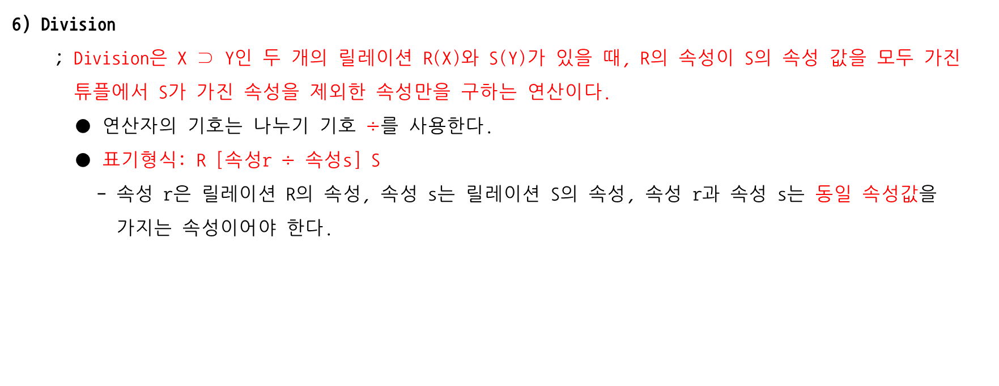 6) Division
; Division은 X ⊃ Y인 두 개의 릴레이션 R(X)와 S(Y)가 있을 때, R의 속성이 S의 속성 값을 모두 가진
튜플에서 S가 가진 속성을 제외한 속성만을 구하는 연산이다.
● 연산자의 기호는 나누기 기호 ÷를 사용한다.
● 표기형식: R [속성r ÷ 속성s] S
- 속성 r은 릴레이션 R의 속성, 속성 s는 릴레이션 S의 속성, 속성 r과 속성 s는 동일 속성값을
가지는 속성이어야 한다.